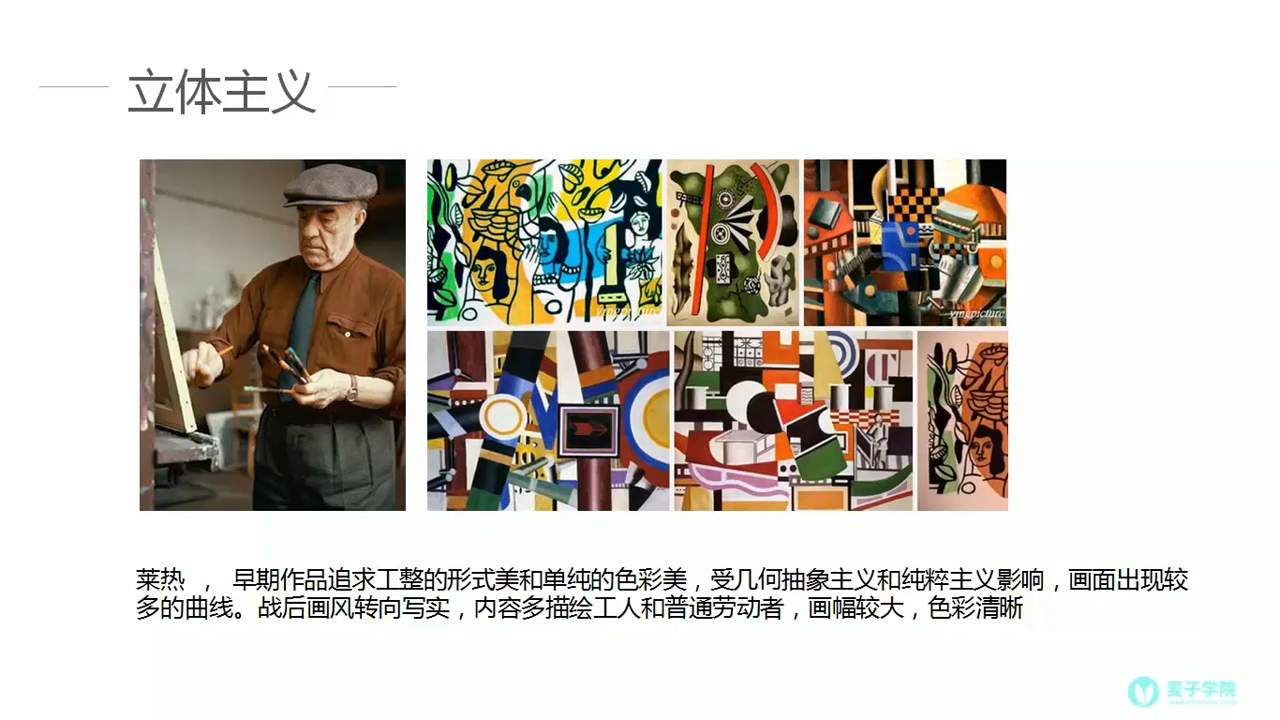 立体主义
yingpicture
yingpicture
莱热 ， 早期作品追求工整的形式美和单纯的色彩美，受几何抽象主义和纯粹主义影响，画面出现较
多的曲线。战后画风转向写实，内容多描绘工人和普通劳动者，画幅较大，色彩清晰
麦子学院